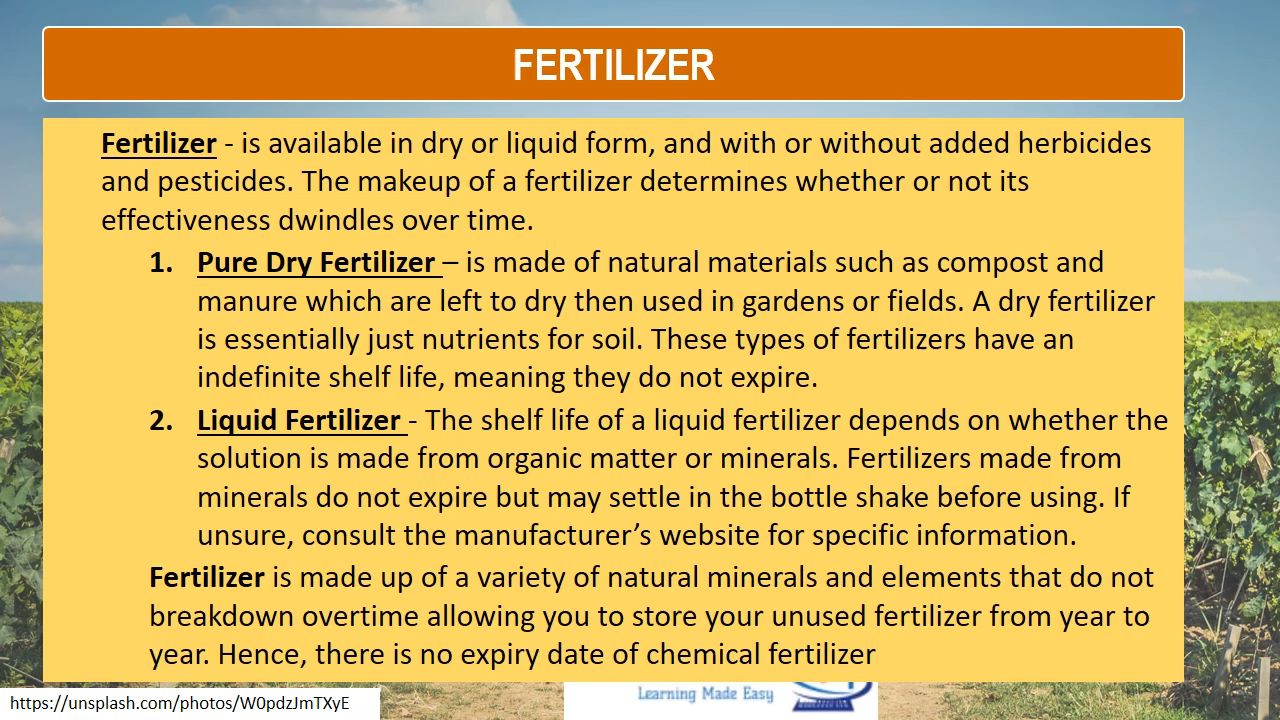 FERTILIZER
Fertilizer - is available in dry or liquid form, and with or without added herbicides
and pesticides. The makeup of a fertilizer determines whether or not its
effectiveness dwindles over time.
1. Pure Dry Fertilizer – is made of natural materials such as compost and
manure which are left to dry then used in gardens or fields. A dry fertilizer
is essentially just nutrients for soil. These types of fertilizers have an
indefinite shelf life, meaning they do not expire.
2. Liquid Fertilizer - The shelf life of a liquid fertilizer depends on whether the
solution is made from organic matter or minerals. Fertilizers made from
minerals do not expire but may settle in the bottle shake before using. If
unsure, consult the manufacturer’s website for specific information.
Fertilizer is made up of a variety of natural minerals and elements that do not
breakdown overtime allowing you to store your unused fertilizer from year to
year. Hence, there is no expiry date of chemical fertilizer
Learning Made Easy
https://unsplash.com/photos/W0pdzJmTXyE